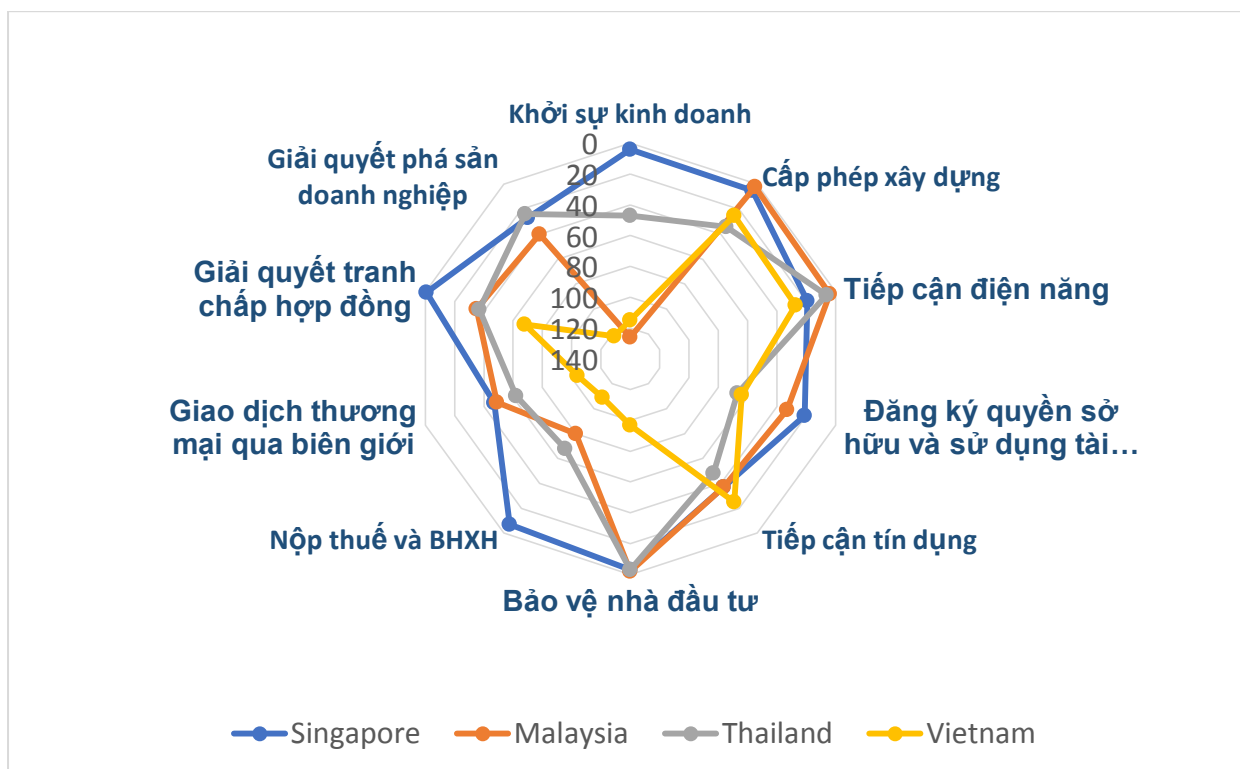 Khởi sự kinh doanh
0
20
40
60
80
100
120
140
Cấp phép xây dựng
Tiếp cận điện năng
Đăng ký quyền sở
hữu và sử dụng tài...
Tiếp cận tín dụng
Bảo vệ nhà đầu tư
Nộp thuế và BHXH
Giao dịch thương
mại qua biên giới
Giải quyết tranh
chấp hợp đồng
Giải quyết phá sản
doanh nghiệp
Singapore
Malaysia
Thailand
Vietnam